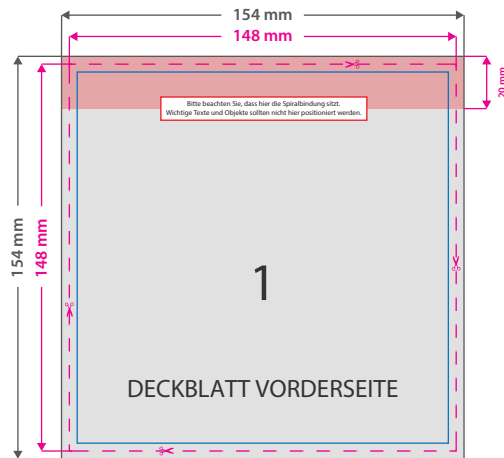 154 mm
148 mm
20 mm
Bitte beachten Sie, dass hier die Spiralbindung sitzt.
Wichtige Texte und Objekte sollten nicht hier positioniert werden.
154 mm
148 mm
1
DECKBLATT VORDERSEITE